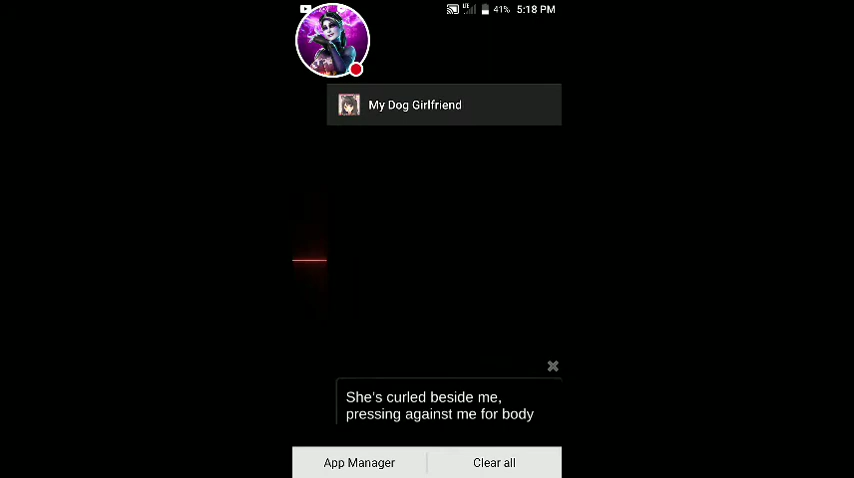 LTE 41% 5:18 PM
My Dog Girlfriend
She's curled beside me,
pressing against me for body
App Manager
Clear all